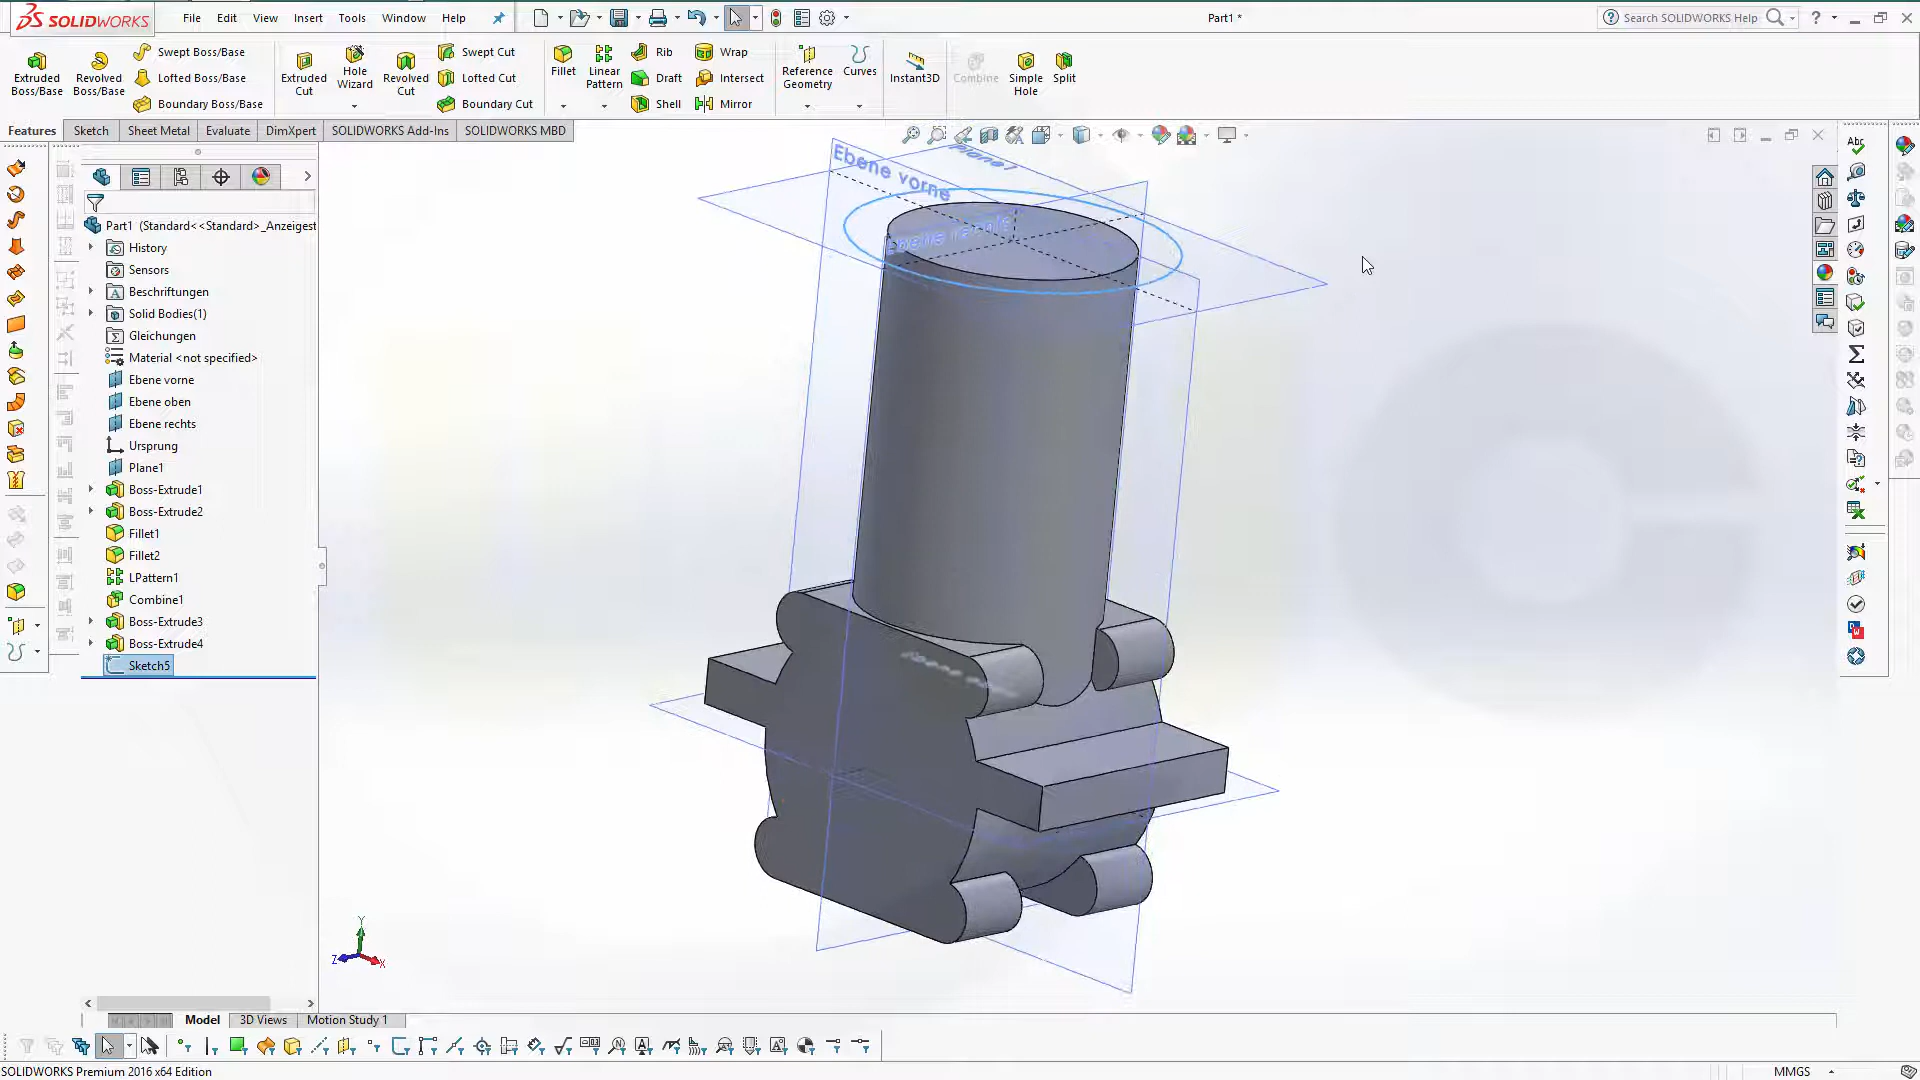 SOLIDWORKS File Edit View Insert Tools Window Help Part1 * Search SOLIDWORKS Help
Extruded Boss/Base
Revolved Boss/Base
Swept Boss/Base
Lofted Boss/Base
Boundary Boss/Base
Extruded Cut
Hole Wizard
Revolved Cut
Swept Cut
Lofted Cut
Boundary Cut
Fillet
Linear Pattern
Rib
Draft
Shell
Wrap
Intersect
Mirror
Reference Geometry
Curves
Instant3D
Combine
Simple Hole
Split
Features Sketch Sheet Metal Evaluate DimXpert SOLIDWORKS Add-Ins SOLIDWORKS MBD
Part1 (Standard<<Standard>_Anzeigest
History
Sensors
Beschriftungen
Solid Bodies(1)
Gleichungen
Material <not specified>
Ebene vorne
Ebene oben
Ebene rechts
Ursprung
Plane1
Boss-Extrude1
Boss-Extrude2
Fillet1
Fillet2
LPattern1
Combine1
Boss-Extrude3
Boss-Extrude4
Sketch5
Ebene vorne
Plane1
Y
Z
X
Model 3D Views Motion Study 1
SOLIDWORKS Premium 2016 x64 Edition MMGS